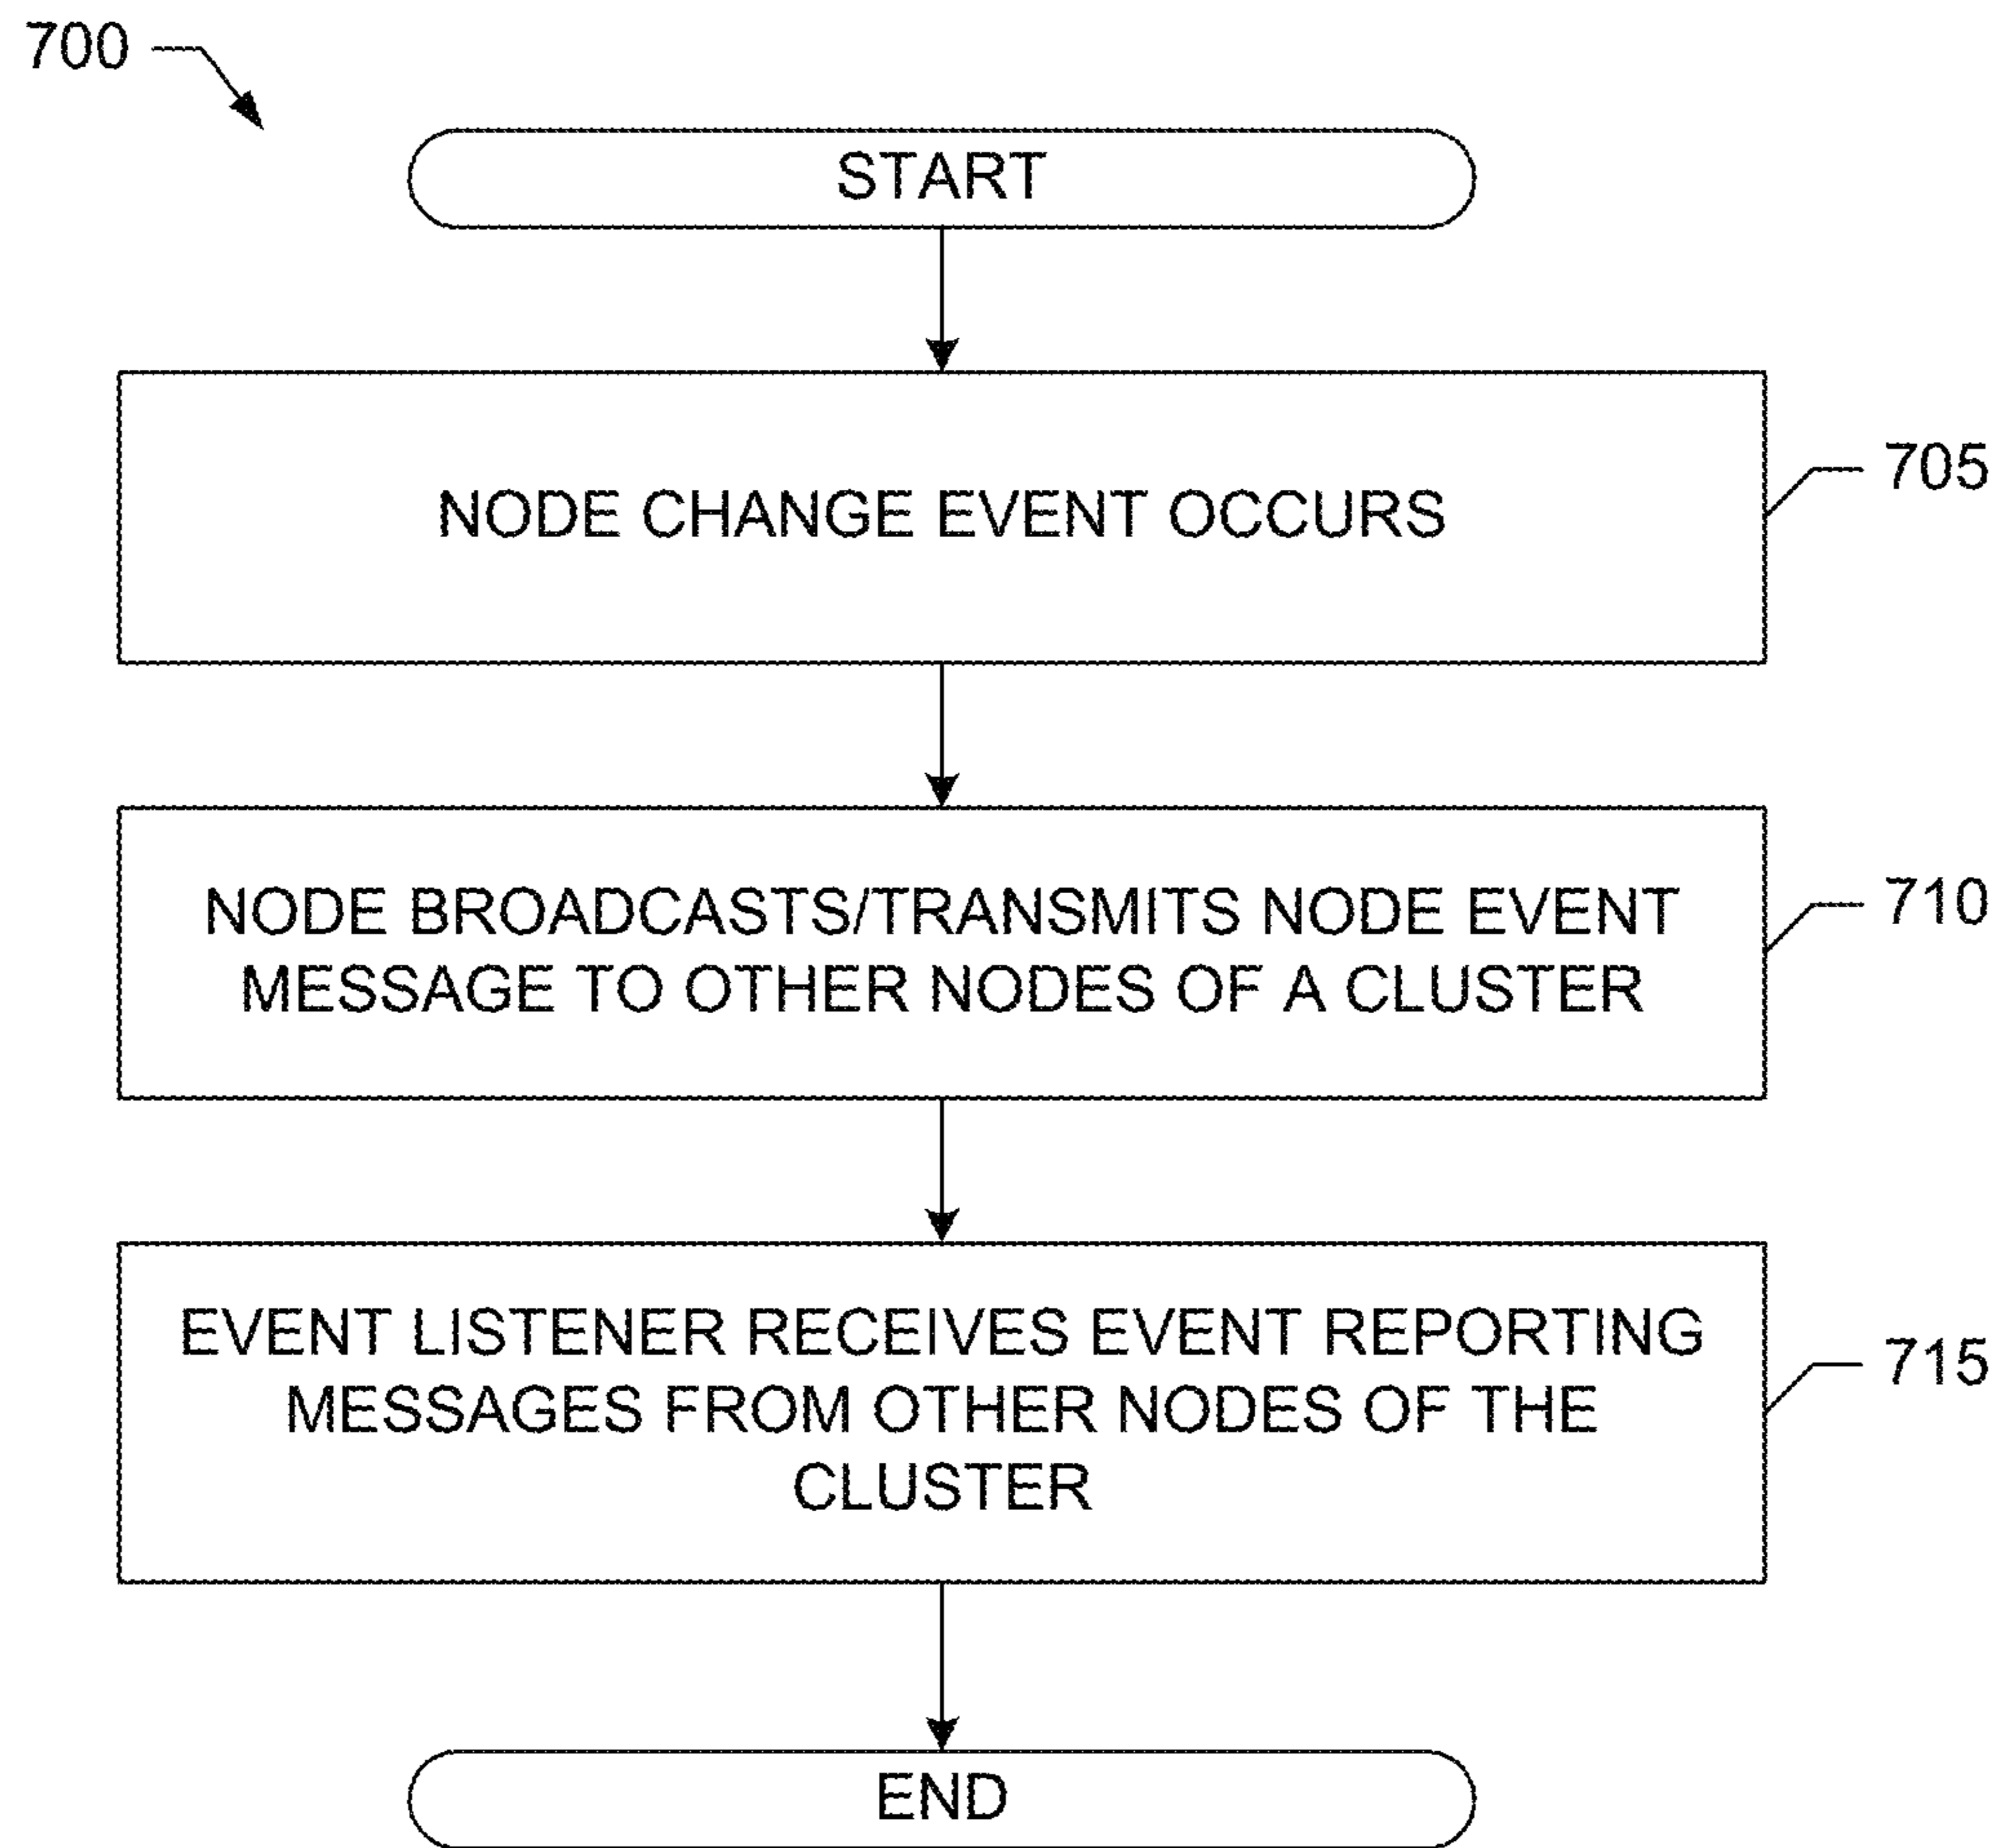 700
START
NODE CHANGE EVENT OCCURS
705
NODE BROADCASTS/TRANSMITS NODE EVENT
MESSAGE TO OTHER NODES OF A CLUSTER
710
EVENT LISTENER RECEIVES EVENT REPORTING
MESSAGES FROM OTHER NODES OF THE
CLUSTER
715
END